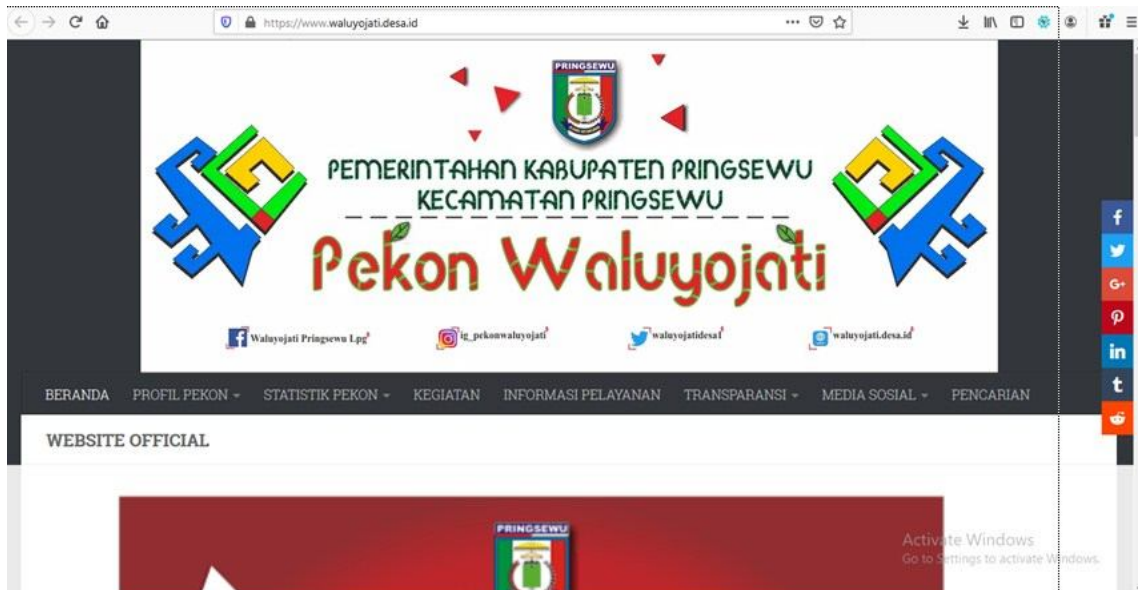 https://www.waluyojati.desa.id
PRINGSEWU
PEMERINTAHAN KABUPATEN PRINGSEWU
KECAMATAN PRINGSEWU
Pekon Waluyojati
Waluyojati Pringsewu Lpg
ig_pekonwaluyojati
waluyojatidesa1
waluyojati.desa.id
BERANDA PROFIL PEKON STATISTIK PEKON KEGIATAN INFORMASI PELAYANAN TRANSPARANSI MEDIA SOSIAL PENCARIAN
WEBSITE OFFICIAL
PRINGSEWU
Activate Windows
Go to Settings to activate Windows.